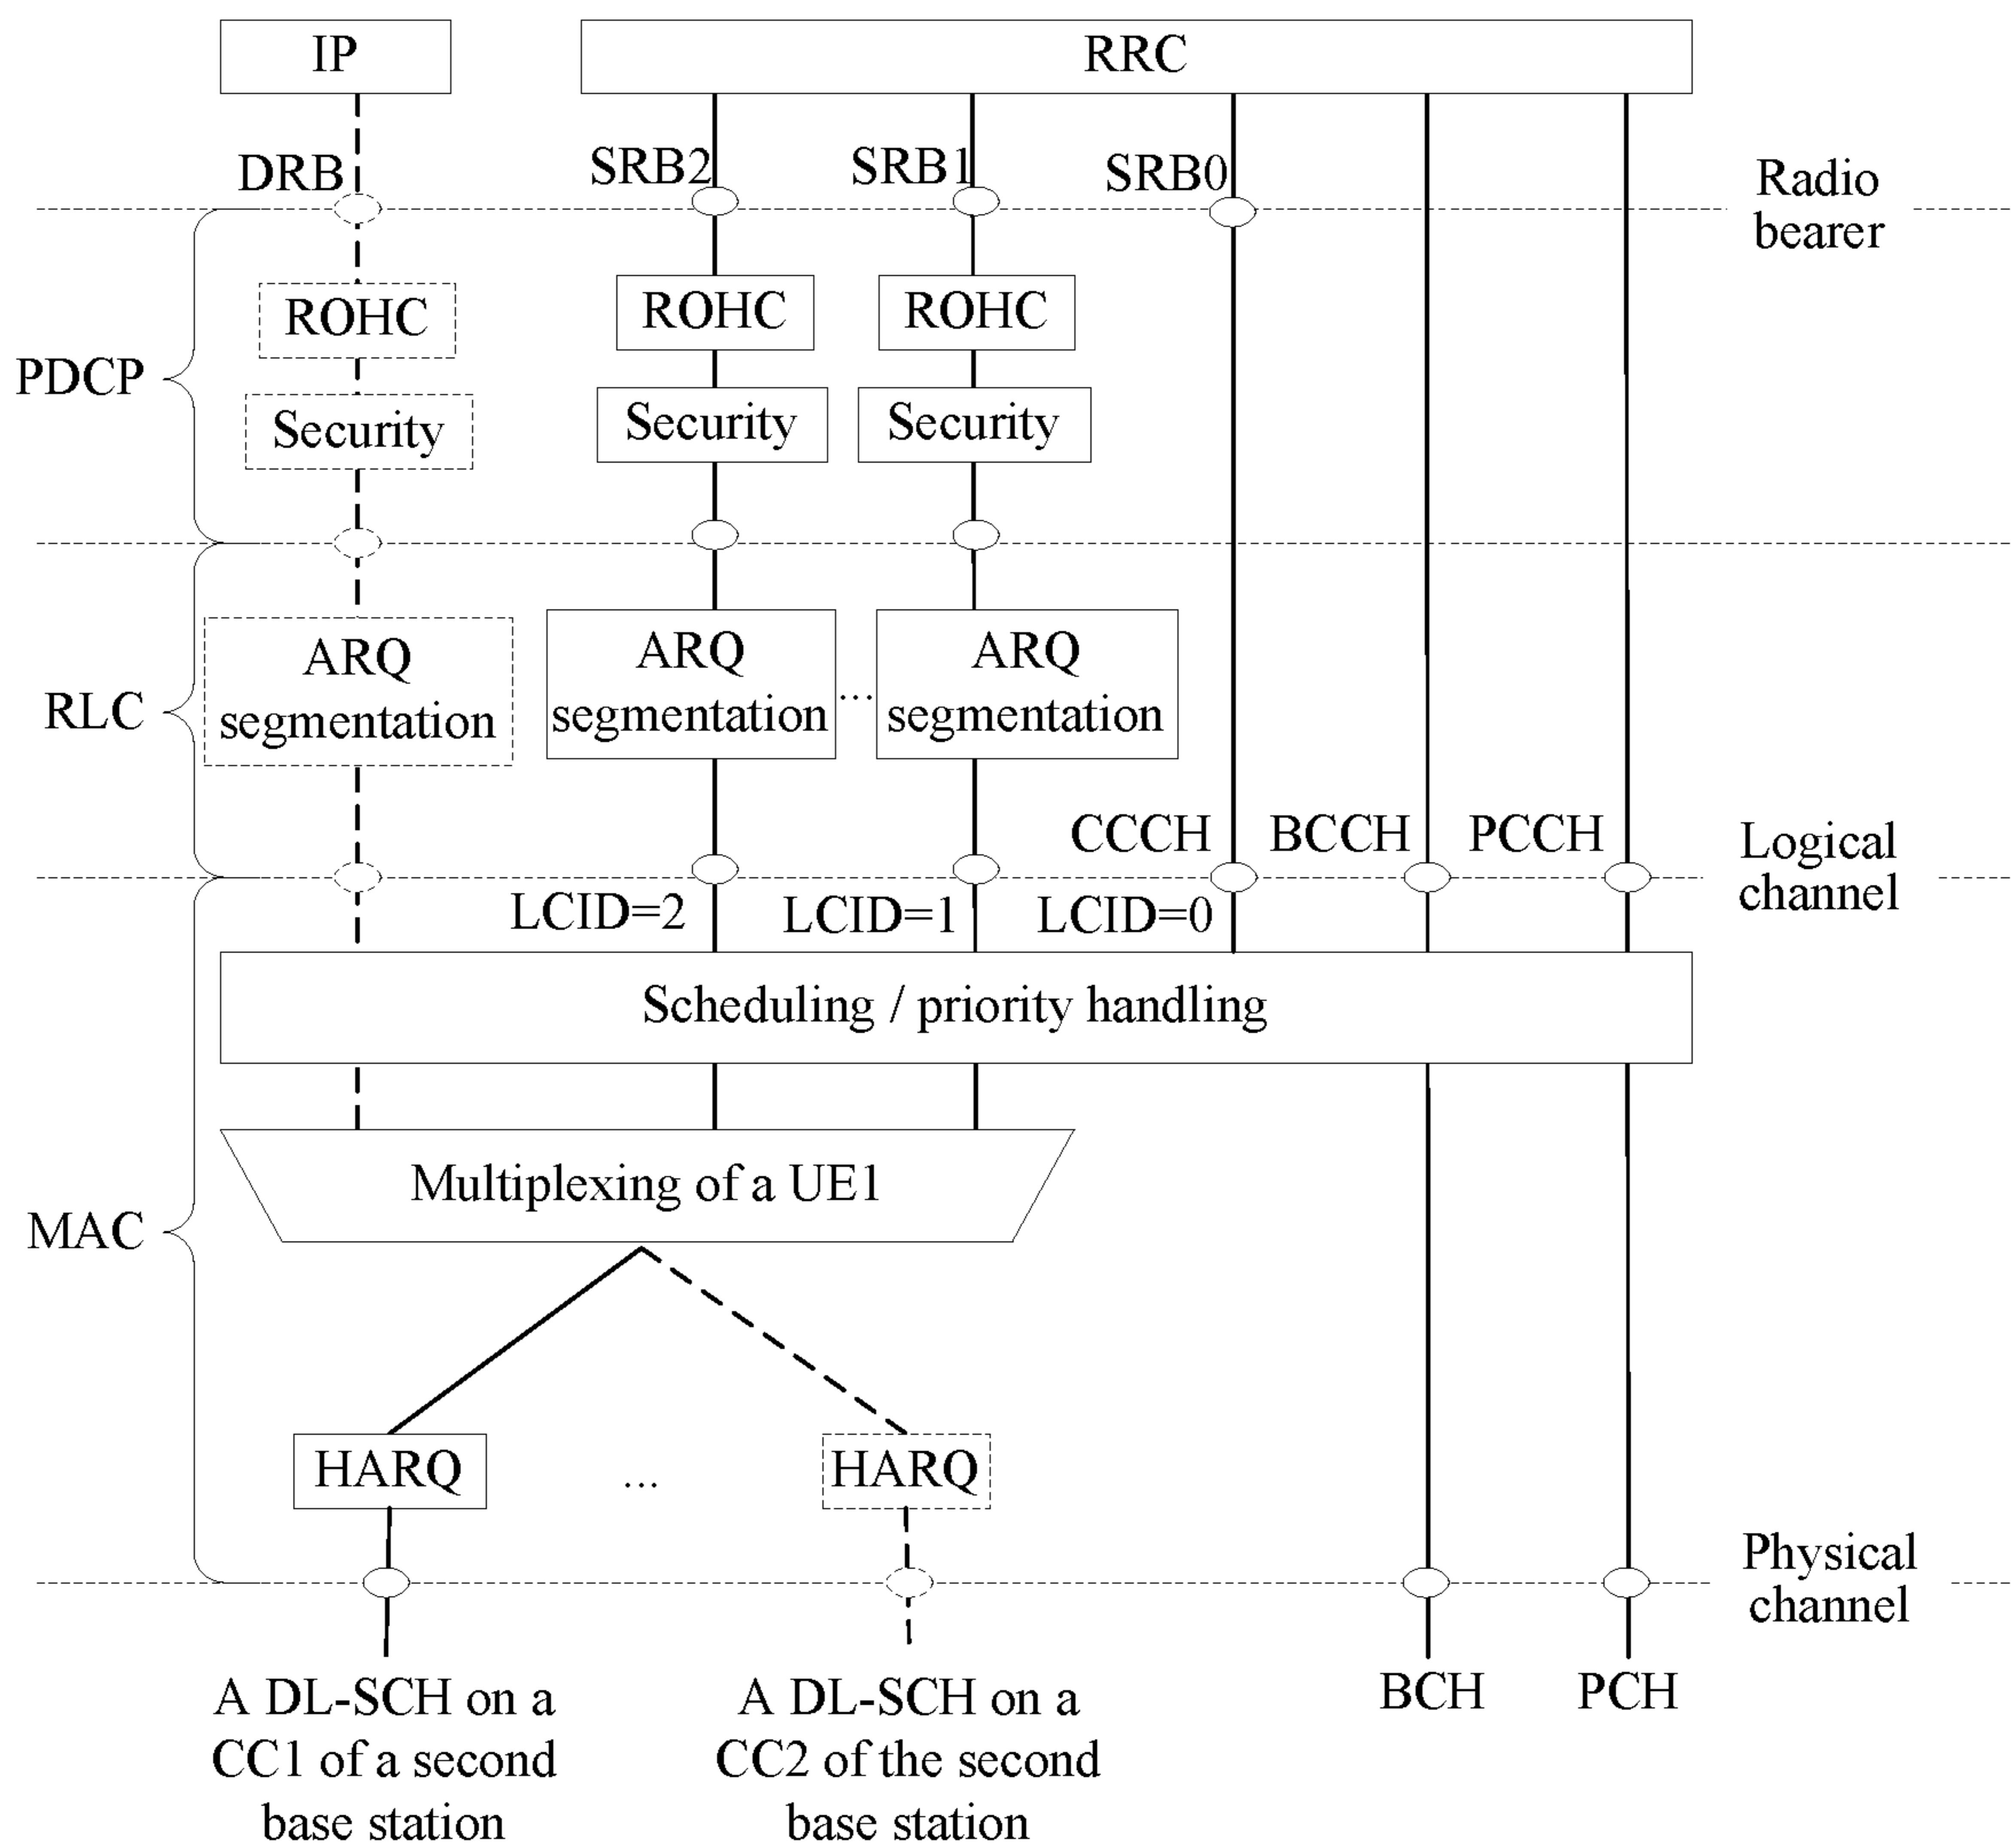 IP
RRC
DRB
SRB2
SRB1
SRB0
Radio
bearer
ROHC
ROHC
ROHC
PDCP
Security
Security
Security
ARQ
segmentation
ARQ
segmentation
...
ARQ
segmentation
RLC
CCCH
BCCH
PCCH
Logical
channel
LCID=2
LCID=1
LCID=0
Scheduling / priority handling
Multiplexing of a UE1
MAC
HARQ
...
HARQ
Physical
channel
A DL-SCH on a
CC1 of a second
base station
A DL-SCH on a
CC2 of the second
base station
BCH
PCH